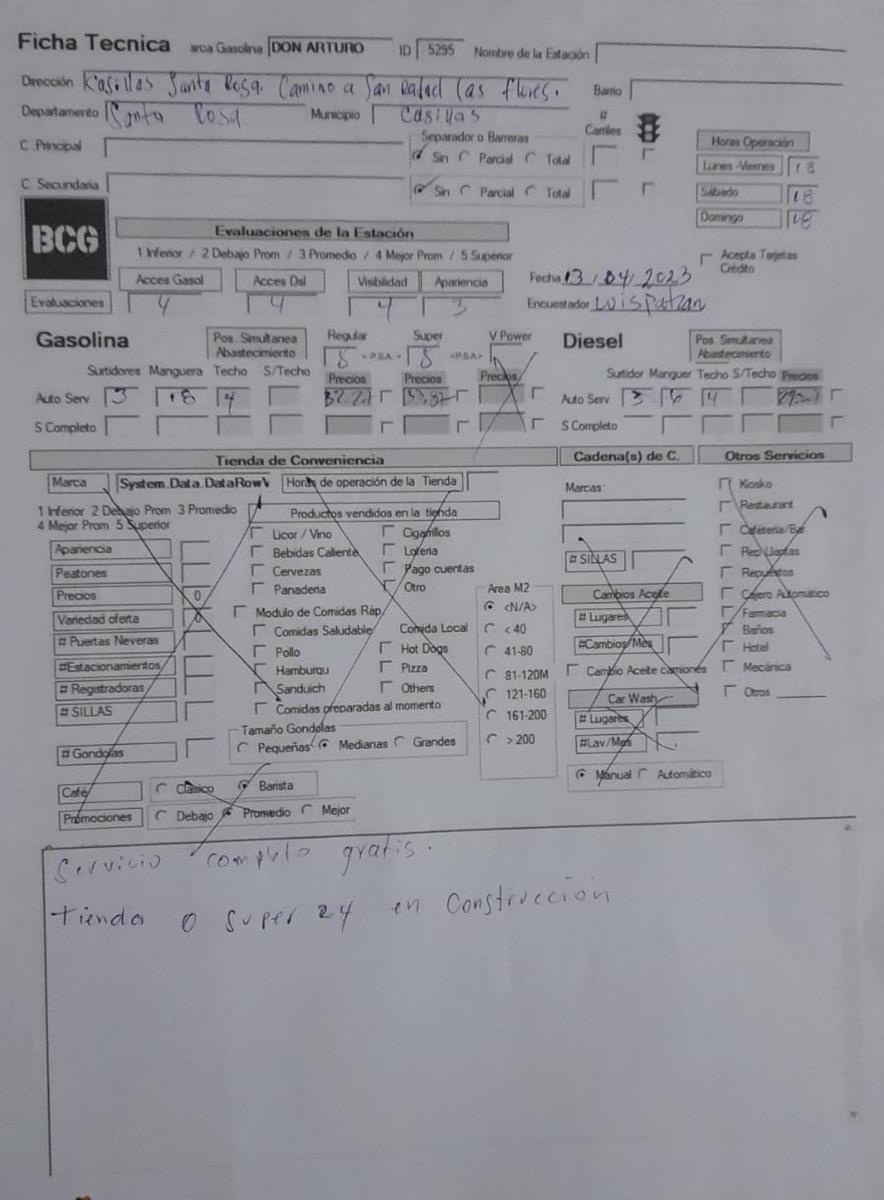 Ficha Tecnica arca Gasolina DON ARTURO ID 5295 Nombre de la Estación
Dirección Kasillas Santa Rosa. Camino a San Rafael las flores. Barrio
Departamento Santa Rosa Municipio Casillas # Carriles
C .Principal Separador o Barreras Sin Parcial Total Horas Operación
Lunes -Viernes 18
C. Secundaria Sin Parcial Total Sábado 18
Domingo 18
BCG Evaluaciones de la Estación
1 Inferior / 2 Debajo Prom / 3 Promedio / 4 Mejor Prom / 5 Superior Acepta Tarjetas Crédito
Acces Gasol Acces Dsl Visibilidad Apariencia Fecha 13/04/2023
Evaluaciones 4 4 4 3 Encuestador Luis Patzan
Gasolina Pos. Simultanea Abastecimiento Regular Super V Power Diesel Pos. Simultanea Abastecimiento
8 <P.S.A.> 8 <P.S.A>
Surtidores Manguera Techo S/Techo Precios Precios Precios Surtidor Manguer Techo S/Techo Precios
Auto Serv 3 18 4 Auto Serv 3 6 4
S Completo S Completo
Tienda de Conveniencia Cadena(s) de C. Otros Servicios
Marca System.Data.DataRowV Horas de operación de la Tienda Marcas: Kiosko
1 Inferior 2 Debajo Prom 3 Promedio Productos vendidos en la tienda Restaurant
4 Mejor Prom 5 Superior Licor / Vino Cigarrillos Cafeteria/Bar
Apariencia Bebidas Caliente Loteria # SILLAS Rep Llantas
Peatones Cervezas Pago cuentas Repuestos
Precios 0 Panaderia Otro Area M2 Cambios Aceite Cajero Automático
Variedad oferta 0 Modulo de Comidas Ráp. <N/A> # Lugares Farmacia
# Puertas Neveras Comidas Saludable Comida Local < 40 #Cambios/Mes Baños
#Estacionamientos Pollo Hot Dogs 41-80 Hotel
# Registradoras Hamburgu Pizza 81-120M Cambio Aceite camiones Mecánica
# SILLAS Sanduich Others 121-160 Car Wash Otros
Comidas preparadas al momento 161-200 # Lugares
# Gondolas Tamaño Gondolas Pequeñas Medianas Grandes > 200 #Lav/Mes
Café Clásico Barista Manual Automático
Promociones Debajo Promedio Mejor
Servicio completo gratis.
tienda o super 24 en construcción